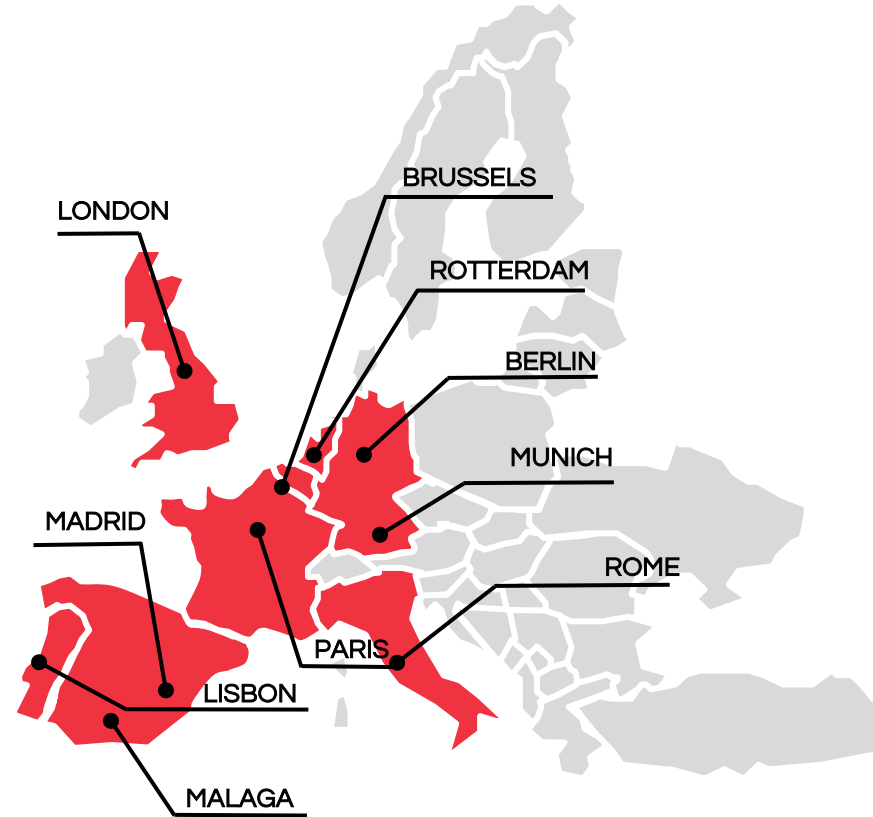 BRUSSELS
LONDON
ROTTERDAM
BERLIN
MUNICH
MADRID
ROME
PARIS
LISBON
MALAGA